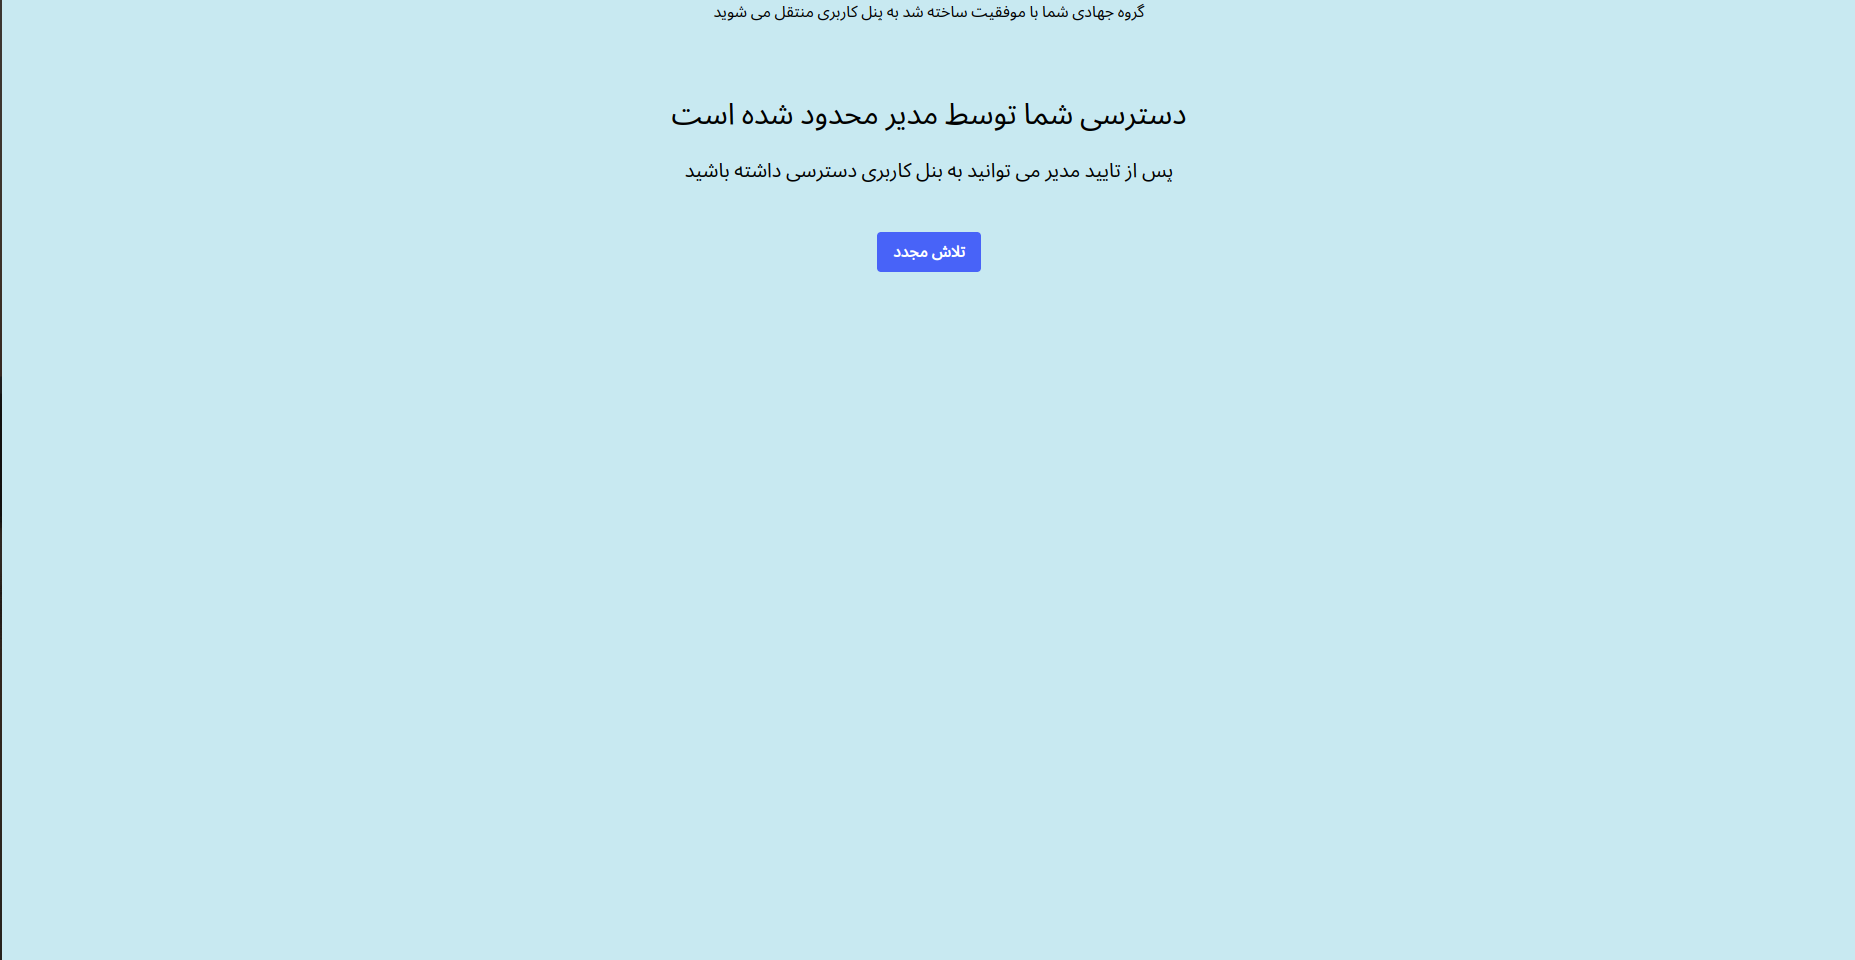 گروه جهادی شما با موفقیت ساخته شد به پنل کاربری منتقل می شوید
دسترسی شما توسط مدیر محدود شده است
پس از تایید مدیر می توانید به بنل کاربری دسترسی داشته باشید
تلاش مجدد